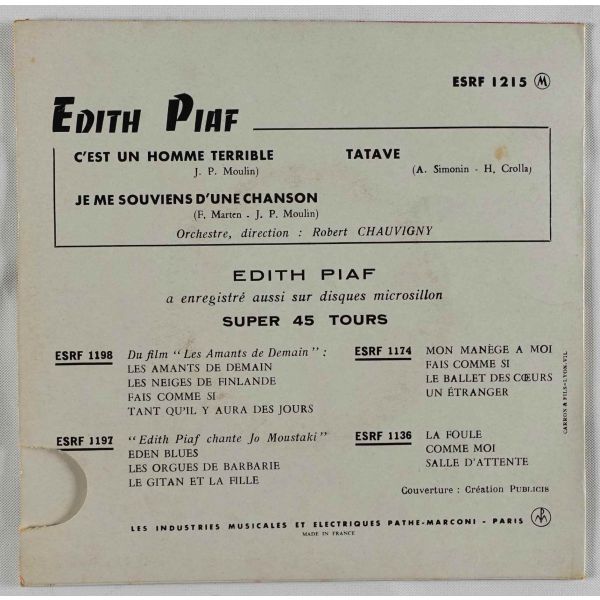 ESRF 1215 M
EDITH PIAF
C'EST UN HOMME TERRIBLE
J. P. Moulin)
TATAVE
(A. Simonin - H. Crolla)
JE ME SOUVIENS D'UNE CHANSON
(F. Marten - J. P. Moulin)
Orchestre, direction : Robert CHAUVIGNY
EDITH PIAF
a enregistré aussi sur disques microsillon
SUPER 45 TOURS
ESRF 1198 Du film "Les Amants de Demain" :
LES AMANTS DE DEMAIN
LES NEIGES DE FINLANDE
FAIS COMME SI
TANT QU'IL Y AURA DES JOURS
ESRF 1197 "Edith Piaf chante Jo Moustaki"
EDEN BLUES
LES ORGUES DE BARBARIE
LE GITAN ET LA FILLE
ESRF 1174 MON MANÈGE A MOI
FAIS COMME SI
LE BALLET DES CŒURS
UN ÉTRANGER
ESRF 1136 LA FOULE
COMME MOI
SALLE D'ATTENTE
CARRON & FILS-LYON.VIL
Couverture : Création PUBLICIS
LES INDUSTRIES MUSICALES ET ELECTRIQUES PATHE-MARCONI - PARIS
MADE IN FRANCE